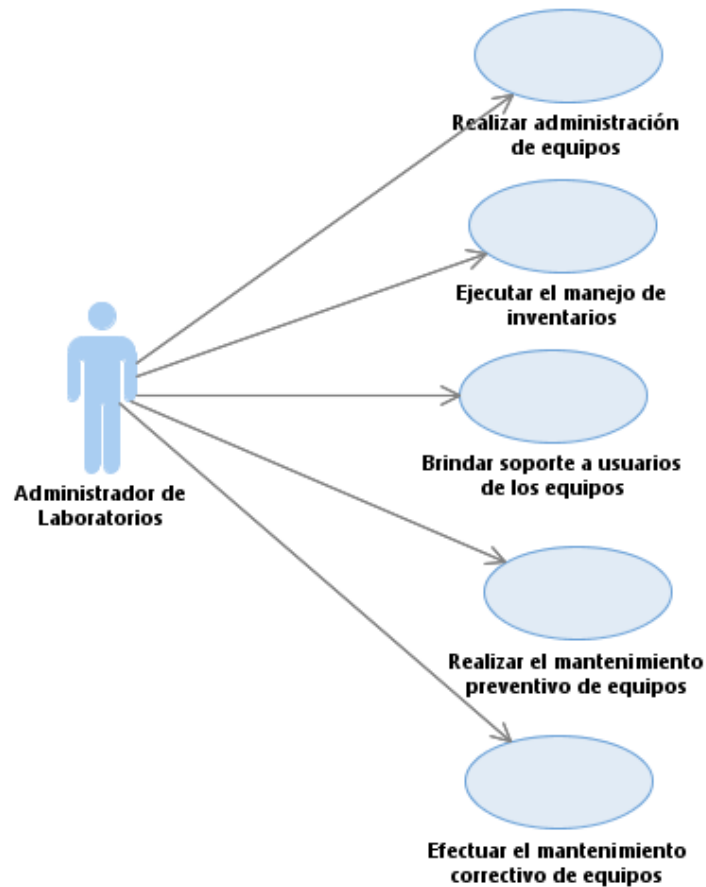 Realizar administración
de equipos
Ejecutar el manejo de
inventarios
Brindar soporte a usuarios
de los equipos
Administrador de
Laboratorios
Realizar el mantenimiento
preventivo de equipos
Efectuar el mantenimiento
correctivo de equipos